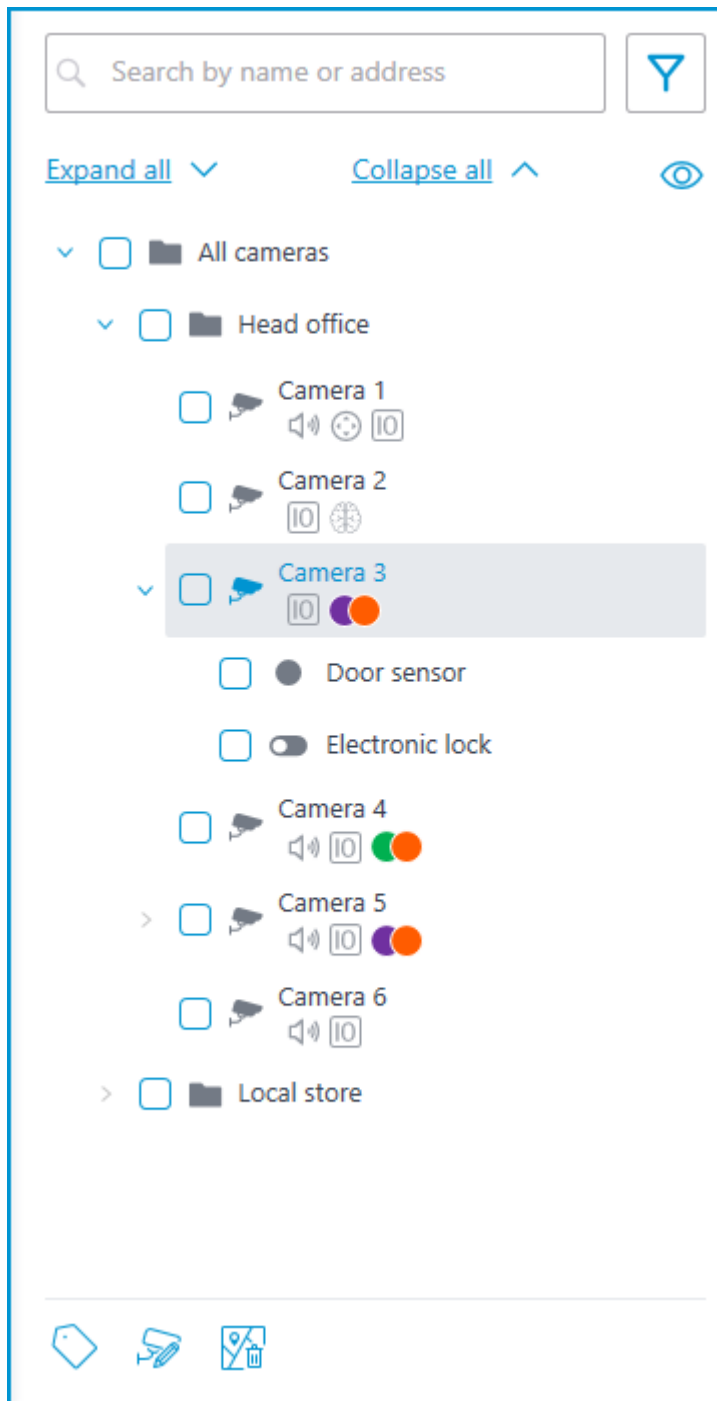 Search by name or address
Expand all Collapse all
All cameras
Head office
Camera 1
IO
Camera 2
IO
Camera 3
IO
Door sensor
Electronic lock
Camera 4
IO
Camera 5
IO
Camera 6
IO
Local store